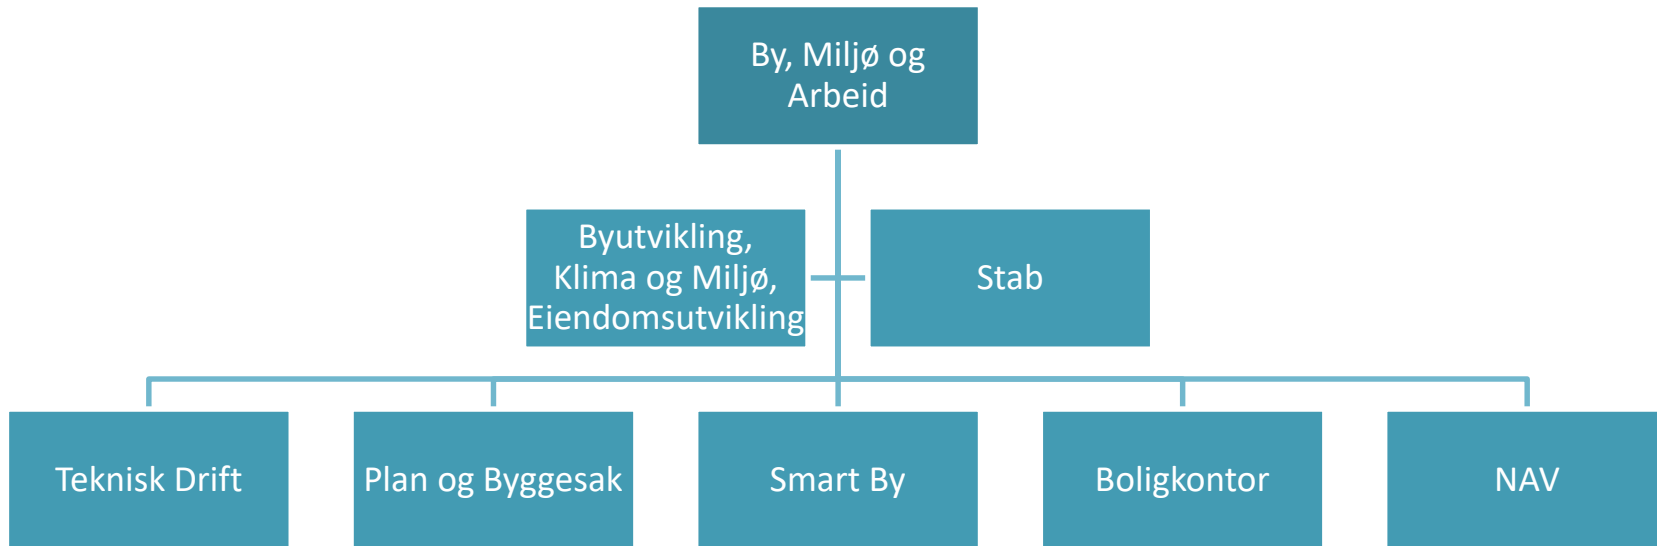 By, Miljø og
Arbeid
Byutvikling,
Klima og Miljø,
Eiendomsutvikling
Stab
Teknisk Drift
Plan og Byggesak
Smart By
Boligkontor
NAV